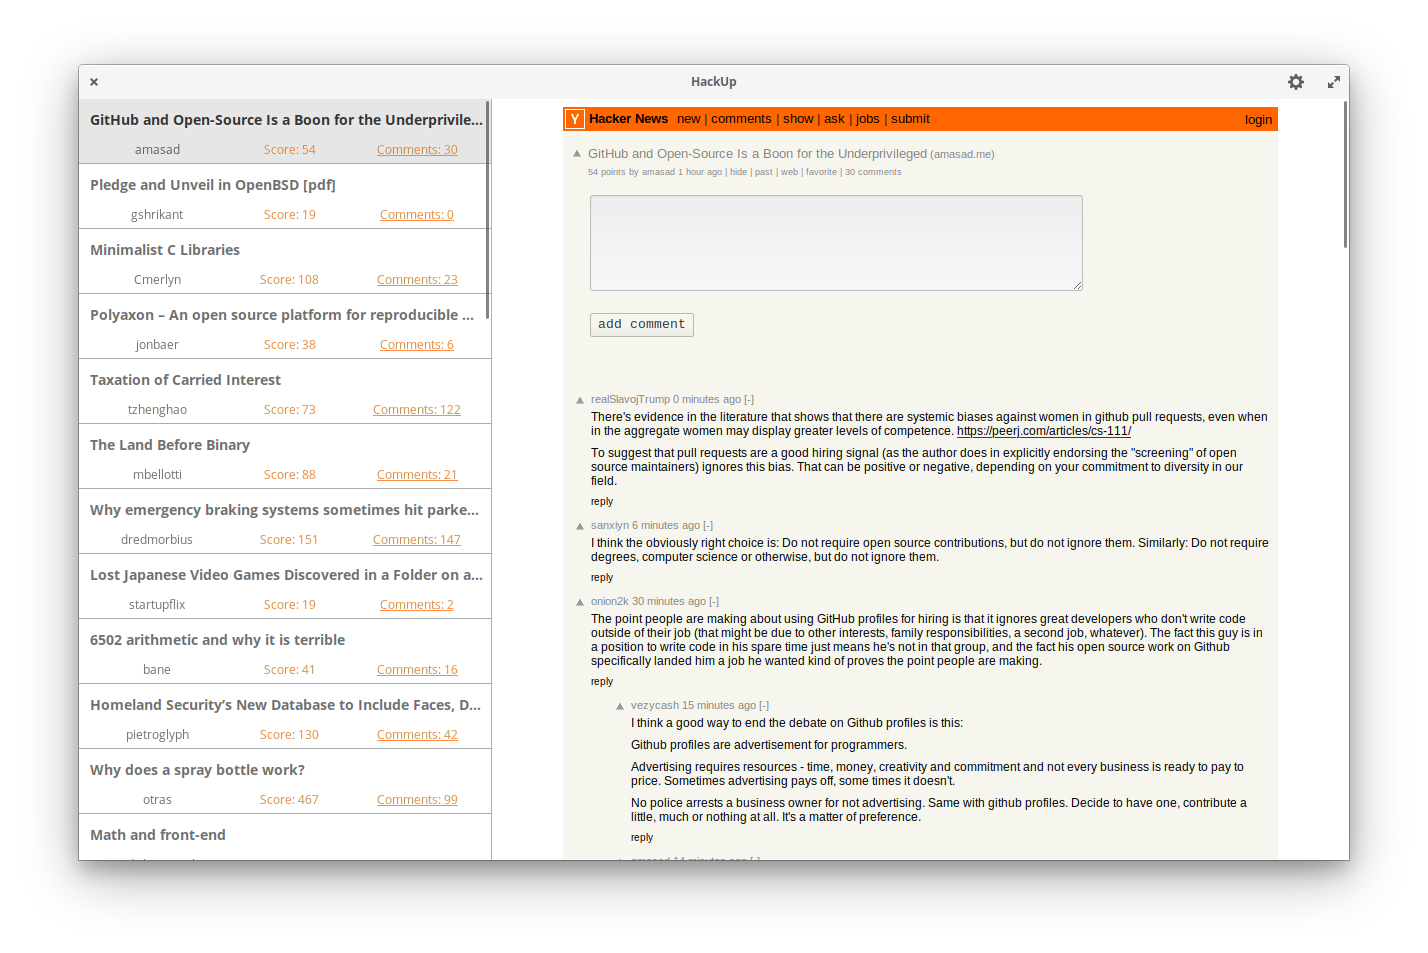 HackUp
GitHub and Open-Source Is a Boon for the Underprivile...
amasad Score: 54 Comments: 30
Pledge and Unveil in OpenBSD [pdf]
gshrikant Score: 19 Comments: 0
Minimalist C Libraries
Cmerlyn Score: 108 Comments: 23
Polyaxon – An open source platform for reproducible ...
jonbaer Score: 38 Comments: 6
Taxation of Carried Interest
tzhenghao Score: 73 Comments: 122
The Land Before Binary
mbellotti Score: 88 Comments: 21
Why emergency braking systems sometimes hit parke...
dredmorbius Score: 151 Comments: 147
Lost Japanese Video Games Discovered in a Folder on a...
startupflix Score: 19 Comments: 2
6502 arithmetic and why it is terrible
bane Score: 41 Comments: 16
Homeland Security’s New Database to Include Faces, D...
pietroglyph Score: 130 Comments: 42
Why does a spray bottle work?
otras Score: 467 Comments: 99
Math and front-end
Y Hacker News new | comments | show | ask | jobs | submit login
GitHub and Open-Source Is a Boon for the Underprivileged (amasad.me)
54 points by amasad 1 hour ago | hide | past | web | favorite | 30 comments
add comment
realSlavojTrump 0 minutes ago [-]
There's evidence in the literature that shows that there are systemic biases against women in github pull requests, even when
in the aggregate women may display greater levels of competence. https://peerj.com/articles/cs-111/
To suggest that pull requests are a good hiring signal (as the author does in explicitly endorsing the "screening" of open
source maintainers) ignores this bias. That can be positive or negative, depending on your commitment to diversity in our
field.
reply
sanxiyn 6 minutes ago [-]
I think the obviously right choice is: Do not require open source contributions, but do not ignore them. Similarly: Do not require
degrees, computer science or otherwise, but do not ignore them.
reply
onion2k 30 minutes ago [-]
The point people are making about using GitHub profiles for hiring is that it ignores great developers who don't write code
outside of their job (that might be due to other interests, family responsibilities, a second job, whatever). The fact this guy is in
a position to write code in his spare time just means he's not in that group, and the fact his open source work on Github
specifically landed him a job he wanted kind of proves the point people are making.
reply
vezycash 15 minutes ago [-]
I think a good way to end the debate on Github profiles is this:
Github profiles are advertisement for programmers.
Advertising requires resources - time, money, creativity and commitment and not every business is ready to pay to
price. Sometimes advertising pays off, some times it doesn't.
No police arrests a business owner for not advertising. Same with github profiles. Decide to have one, contribute a
little, much or nothing at all. It's a matter of preference.
reply